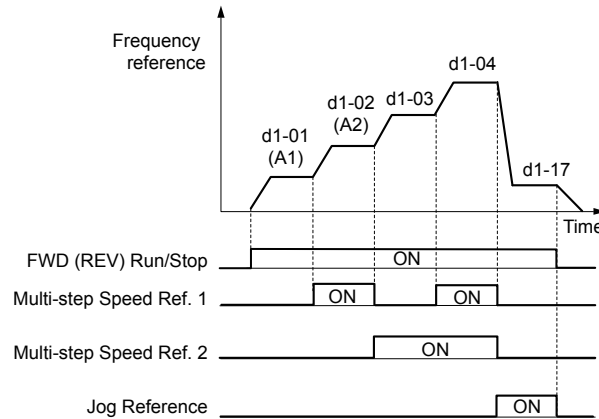 Frequency
reference
d1-01
(A1)
d1-02
(A2)
d1-03
d1-04
d1-17
Time
FWD (REV) Run/Stop
ON
Multi-step Speed Ref. 1
ON
ON
Multi-step Speed Ref. 2
ON
Jog Reference
ON